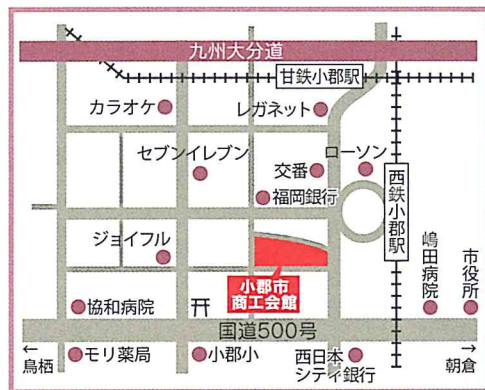 九州大分道
甘鉄小郡駅
カラオケ
レガネット
セブンイレブン
交番
ローソン
福岡銀行
西鉄小郡駅
ジョイフル
小郡市
商工会館
嶋田病院
市役所
協和病院
国道500号
←
鳥栖
→
朝倉
モリ薬局
小郡小
西日本
シティ銀行